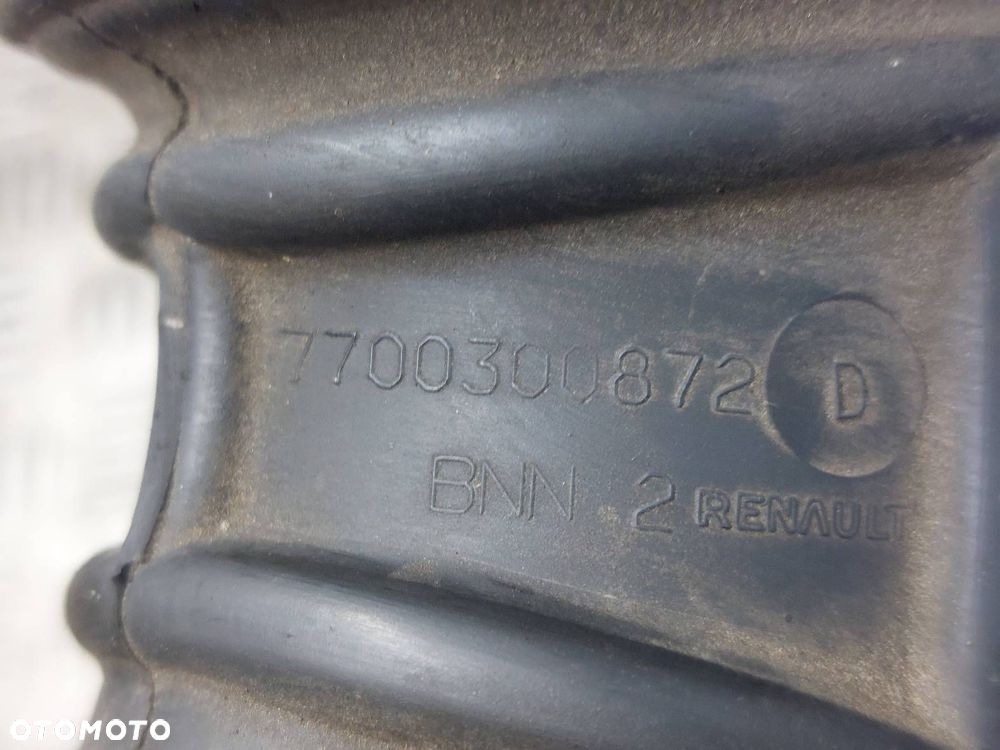 7700300872 D
BNN 2 RENAULT
OTOMOTO